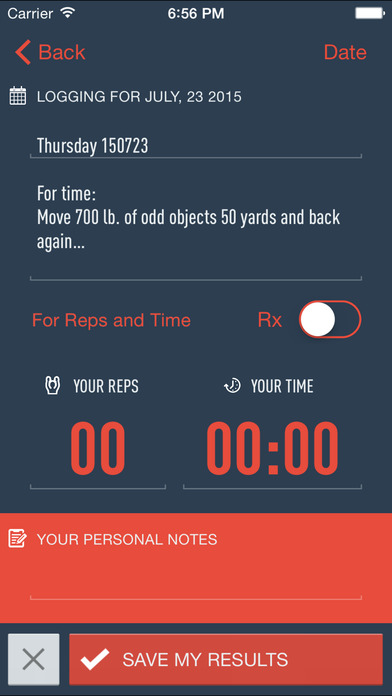 Carrier 6:56 PM
Back Date
LOGGING FOR JULY, 23 2015
Thursday 150723
For time:
Move 700 lb. of odd objects 50 yards and back
again...
For Reps and Time Rx
YOUR REPS YOUR TIME
00 00:00
YOUR PERSONAL NOTES
SAVE MY RESULTS